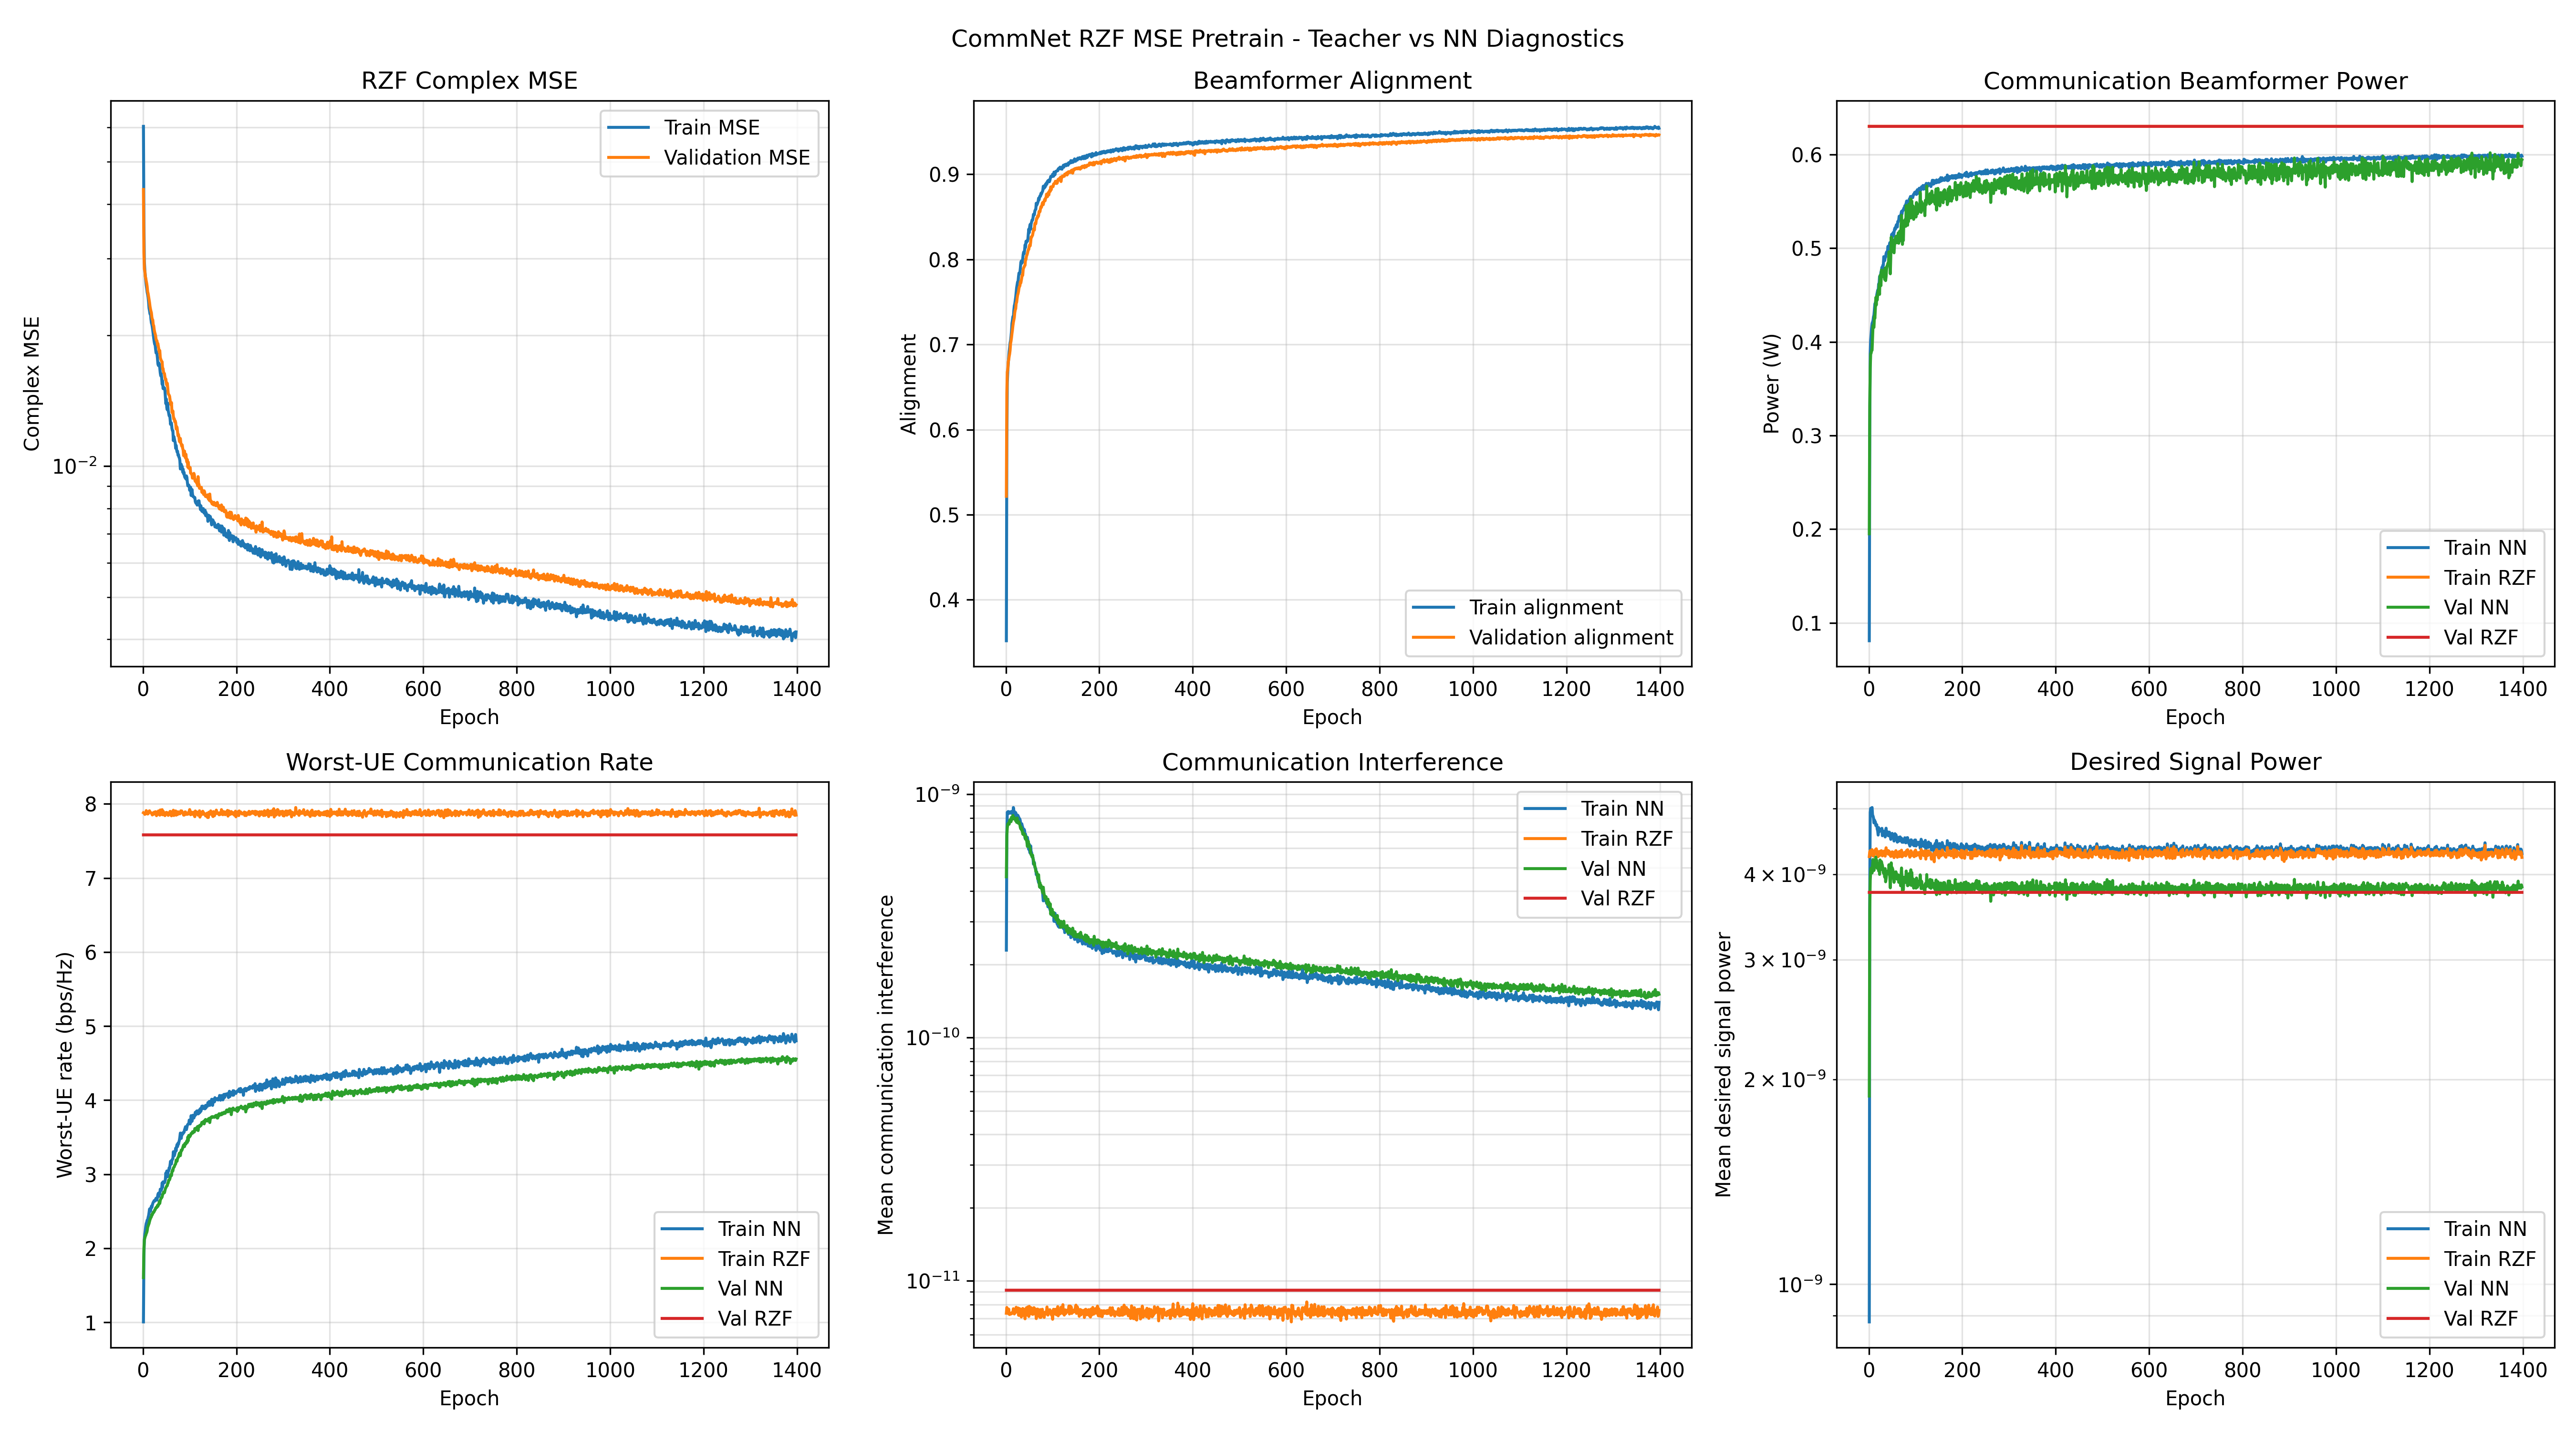 CommNet RZF MSE Pretrain - Teacher vs NN Diagnostics
RZF Complex MSE
Complex MSE
10⁻²
Train MSE
Validation MSE
0 200 400 600 800 1000 1200 1400
Epoch
Beamformer Alignment
Alignment
0.9
0.8
0.7
0.6
0.5
0.4
Train alignment
Validation alignment
0 200 400 600 800 1000 1200 1400
Epoch
Communication Beamformer Power
Power (W)
0.6
0.5
0.4
0.3
0.2
0.1
Train NN
Train RZF
Val NN
Val RZF
0 200 400 600 800 1000 1200 1400
Epoch
Worst-UE Communication Rate
Worst-UE rate (bps/Hz)
8
7
6
5
4
3
2
1
Train NN
Train RZF
Val NN
Val RZF
0 200 400 600 800 1000 1200 1400
Epoch
Communication Interference
Mean communication interference
10⁻⁹
10⁻¹⁰
10⁻¹¹
Train NN
Train RZF
Val NN
Val RZF
0 200 400 600 800 1000 1200 1400
Epoch
Desired Signal Power
Mean desired signal power
4 × 10⁻⁹
3 × 10⁻⁹
2 × 10⁻⁹
10⁻⁹
Train NN
Train RZF
Val NN
Val RZF
0 200 400 600 800 1000 1200 1400
Epoch